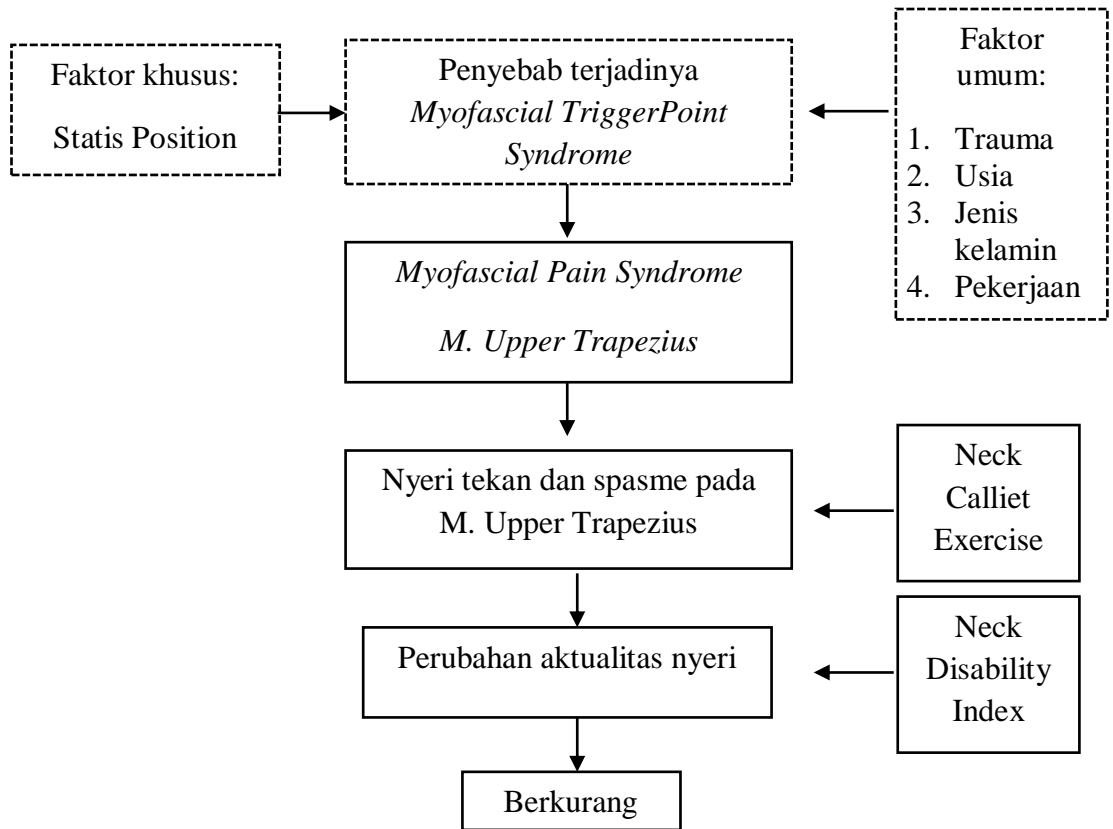 Faktor khusus:
Statis Position
Penyebab terjadinya
Myofascial TriggerPoint
Syndrome
Faktor
umum:
1. Trauma
2. Usia
3. Jenis
kelamin
4. Pekerjaan
Myofascial Pain Syndrome
M. Upper Trapezius
Nyeri tekan dan spasme pada
M. Upper Trapezius
Neck
Calliet
Exercise
Perubahan aktualitas nyeri
Neck
Disability
Index
Berkurang